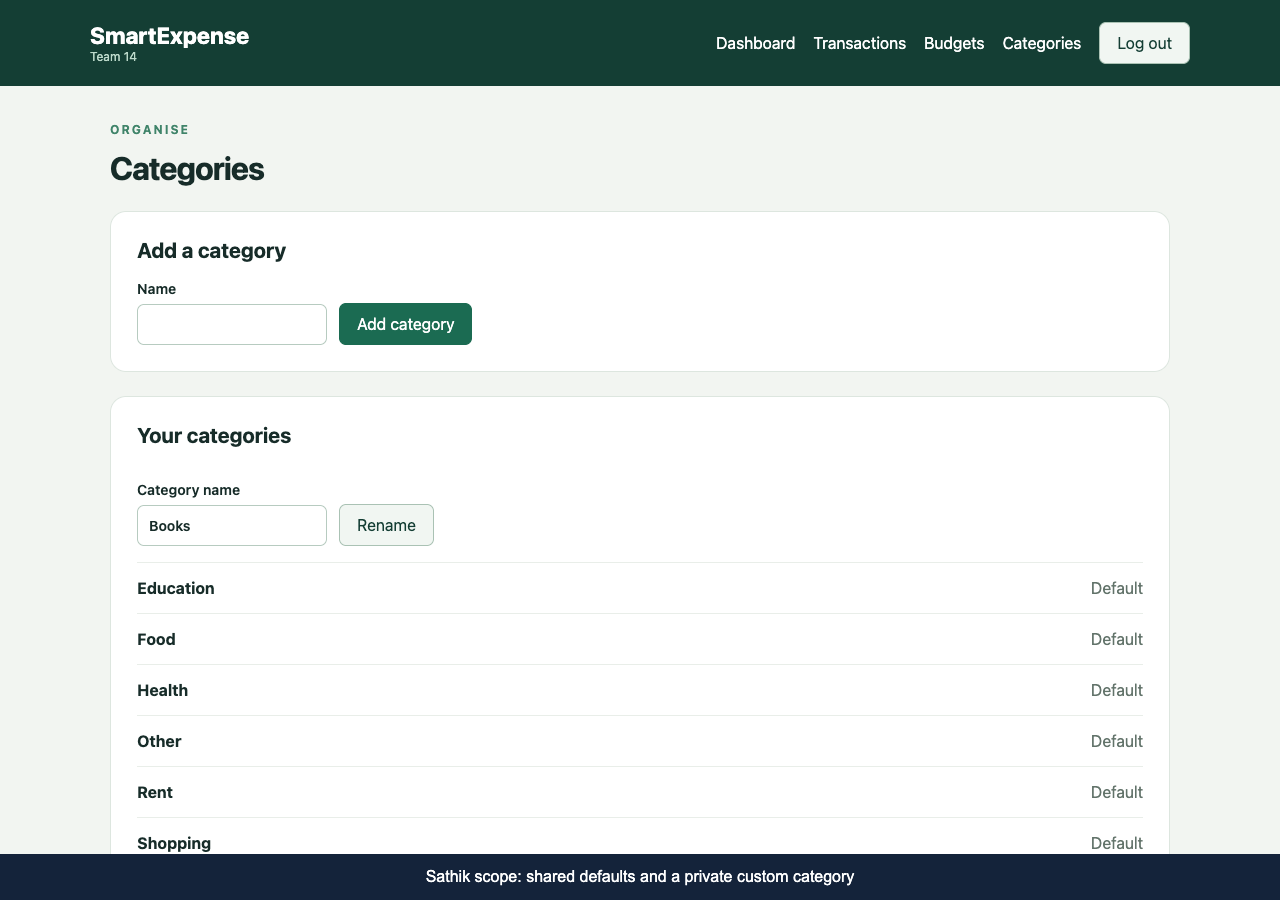 SmartExpense
Team 14
Dashboard Transactions Budgets Categories Log out
ORGANISE
Categories
Add a category
Name
Add category
Your categories
Category name
Books Rename
Education Default
Food Default
Health Default
Other Default
Rent Default
Shopping Default
Sathik scope: shared defaults and a private custom category